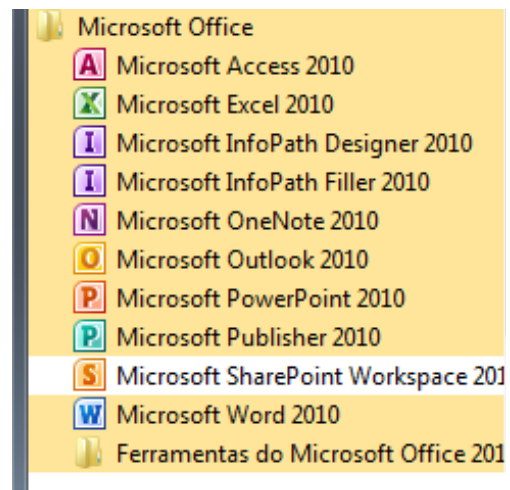 Microsoft Office
Microsoft Access 2010
Microsoft Excel 2010
Microsoft InfoPath Designer 2010
Microsoft InfoPath Filler 2010
Microsoft OneNote 2010
Microsoft Outlook 2010
Microsoft PowerPoint 2010
Microsoft Publisher 2010
Microsoft SharePoint Workspace 201
Microsoft Word 2010
Ferramentas do Microsoft Office 201